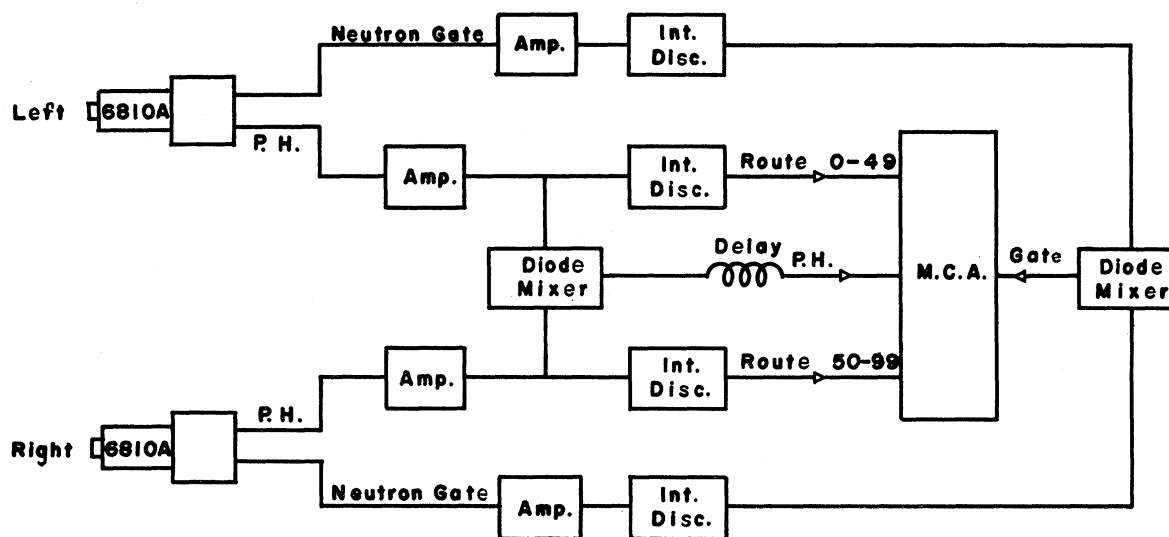 Neutron Gate
Amp.
Int.
Disc.
Left
6810A
P. H.
Amp.
Int.
Disc.
Route 0-49
Diode
Mixer
Delay
P.H.
M.C.A.
Gate
Diode
Mixer
Amp.
Int.
Disc.
Route 50-99
P. H.
Right
6810A
Neutron Gate
Amp.
Int.
Disc.